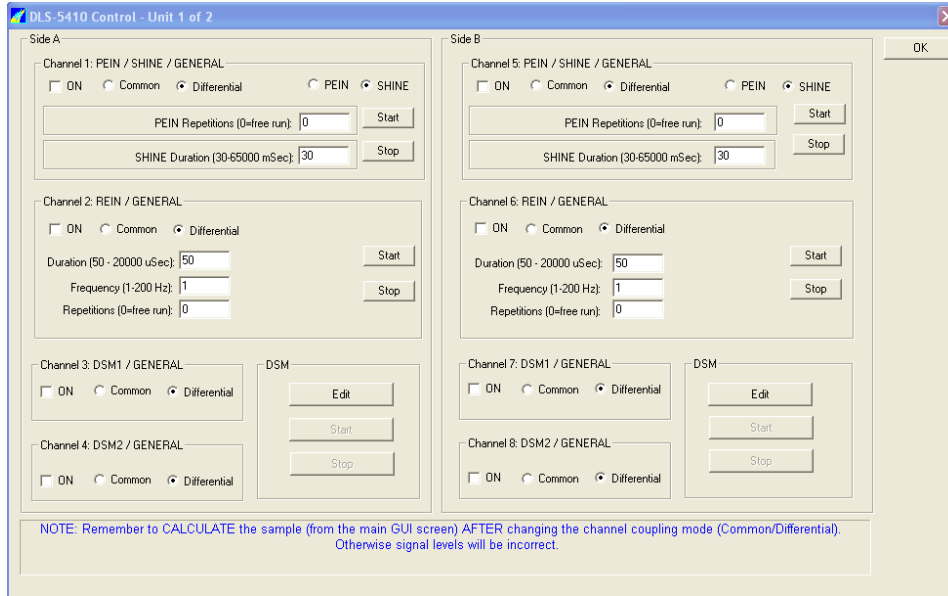 DLS-5410 Control - Unit 1 of 2
OK
Side A
Channel 1: PEIN / SHINE / GENERAL
ON Common Differential PEIN SHINE
PEIN Repetitions (0=free run): 0 Start
SHINE Duration (30-65000 mSec): 30 Stop
Channel 2: REIN / GENERAL
ON Common Differential
Duration (50 - 20000 uSec): 50 Start
Frequency (1-200 Hz): 1 Stop
Repetitions (0=free run): 0
Channel 3: DSM1 / GENERAL
ON Common Differential
Channel 4: DSM2 / GENERAL
ON Common Differential
DSM
Edit
Start
Stop
Side B
Channel 5: PEIN / SHINE / GENERAL
ON Common Differential PEIN SHINE
PEIN Repetitions (0=free run): 0 Start
SHINE Duration (30-65000 mSec): 30 Stop
Channel 6: REIN / GENERAL
ON Common Differential
Duration (50 - 20000 uSec): 50 Start
Frequency (1-200 Hz): 1 Stop
Repetitions (0=free run): 0
Channel 7: DSM1 / GENERAL
ON Common Differential
Channel 8: DSM2 / GENERAL
ON Common Differential
DSM
Edit
Start
Stop
NOTE: Remember to CALCULATE the sample (from the main GUI screen) AFTER changing the channel coupling mode (Common/Differential).
Otherwise signal levels will be incorrect.